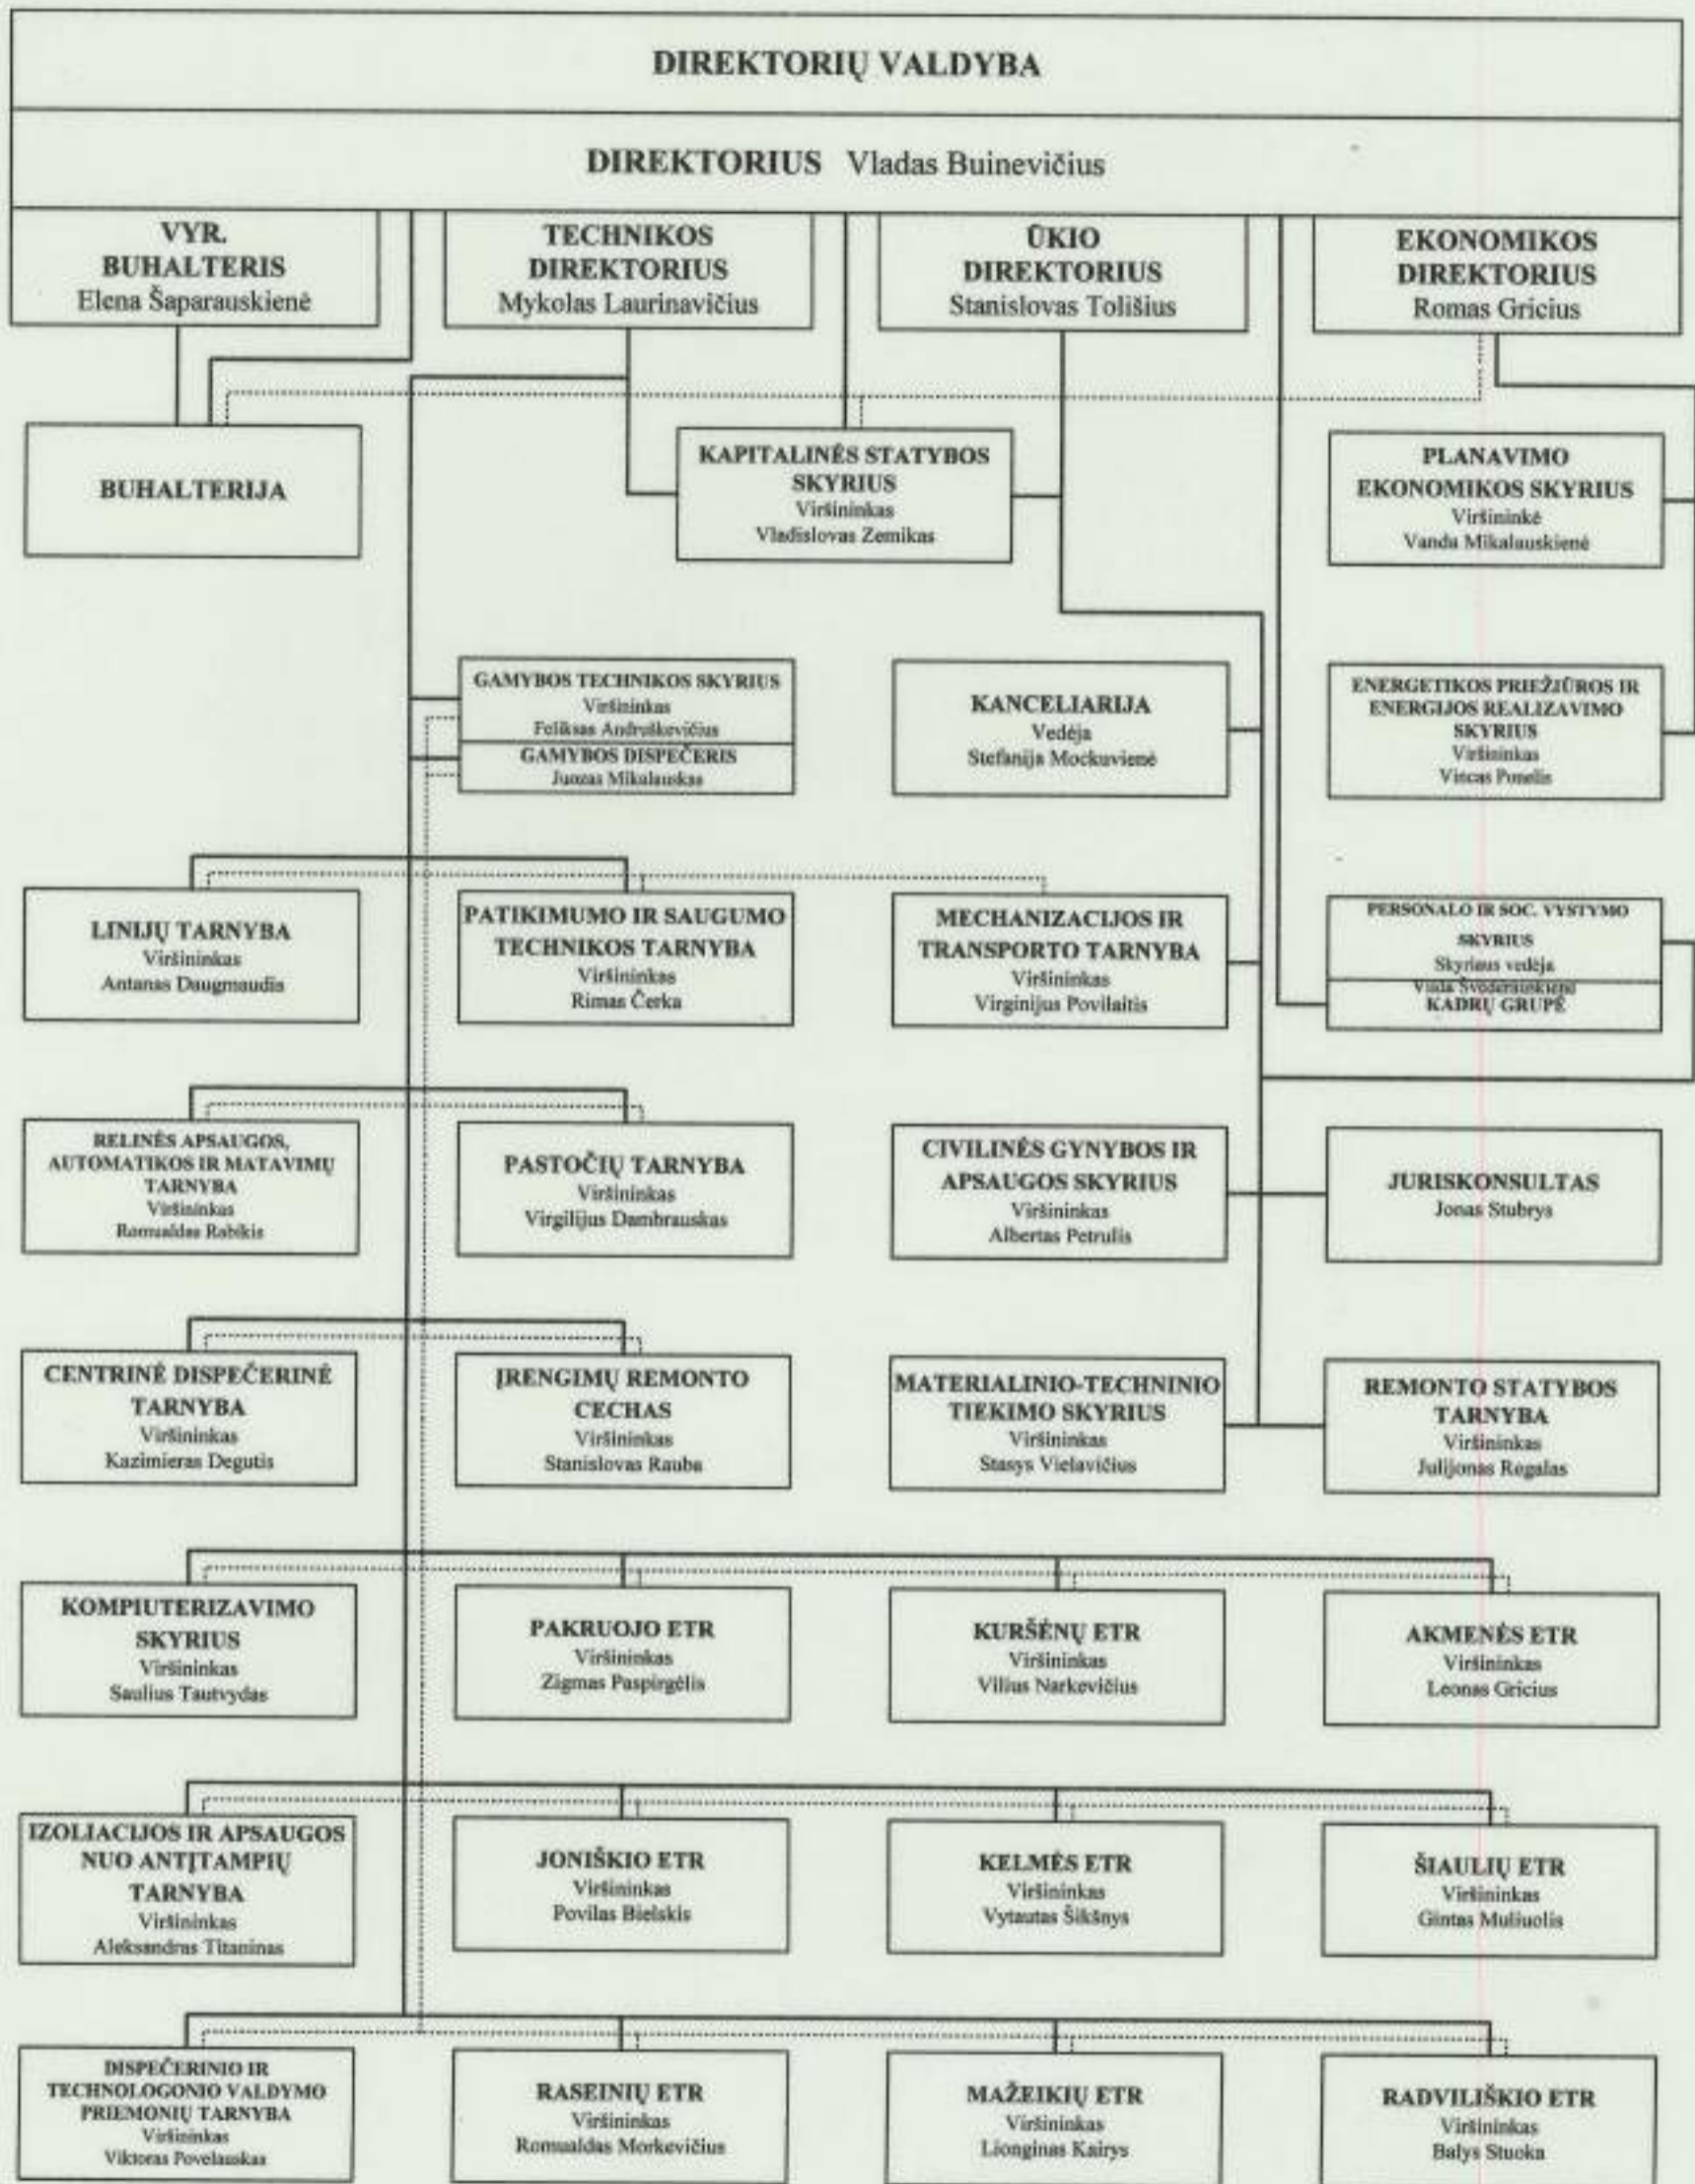 DIREKTORIŲ VALDYBA
DIREKTORIUS Vladas Buinevičius
VYR.
BUHALTERIS
Elena Šaparauskienė
TECHNIKOS
DIREKTORIUS
Mykolas Laurinavičius
ŪKIO
DIREKTORIUS
Stanislovas Tolišius
EKONOMIKOS
DIREKTORIUS
Romas Gricius
BUHALTERIJA
KAPITALINĖS STATYBOS
SKYRIUS
Viršininkas
Vladislovas Zemikas
PLANAVIMO
EKONOMIKOS SKYRIUS
Viršininkė
Vanda Mikalauskienė
GAMYBOS TECHNIKOS SKYRIUS
Viršininkas
Feliksas Andruškevičius
GAMYBOS DISPEČERIS
Juozas Mikalauskas
KANCELIARIJA
Vedėja
Stefanija Mockuvienė
ENERGETIKOS PRIEŽIŪROS IR
ENERGIJOS REALIZAVIMO
SKYRIUS
Viršininkas
Vincas
LINIJŲ TARNYBA
Viršininkas
Antanas Daugmaudis
PATIKIMUMO IR SAUGUMO
TECHNIKOS TARNYBA
Viršininkas
Rimas Čerka
MECHANIZACIJOS IR
TRANSPORTO TARNYBA
Viršininkas
Virginijus Povilaitis
PERSONALO IR SOC. VYSTYMO
SKYRIUS
Skyriaus vedėja
KADRŲ GRUPĖ
RELINĖS APSAUGOS,
AUTOMATIKOS IR MATAVIMŲ
TARNYBA
Viršininkas
Romualdas Rabikis
PASTOČIŲ TARNYBA
Viršininkas
Virgilijus Dambrauskas
CIVILINĖS GYNYBOS IR
APSAUGOS SKYRIUS
Viršininkas
Albertas Petrulis
JURISKONSULTAS
Jonas Stubrys
CENTRINĖ DISPEČERINĖ
TARNYBA
Viršininkas
Kazimieras Degutis
ĮRENGIMŲ REMONTO
CECHAS
Viršininkas
Stanislovas Rauba
MATERIALINIO-TECHNINIO
TIEKIMO SKYRIUS
Viršininkas
Stasys Vielavičius
REMONTO STATYBOS
TARNYBA
Viršininkas
Julijonas Regalas
KOMPIUTERIZAVIMO
SKYRIUS
Viršininkas
Saulius Tautvydas
PAKRUOJO ETR
Viršininkas
Zigmas Paspirgėlis
KURŠĖNŲ ETR
Viršininkas
Vilius Narkevičius
AKMENĖS ETR
Viršininkas
Leonas Gricius
IZOLIACIJOS IR APSAUGOS
NUO ANTĮTAMPIŲ
TARNYBA
Viršininkas
Aleksandras Titaninas
JONIŠKIO ETR
Viršininkas
Povilas Bielskis
KELMĖS ETR
Viršininkas
Vytautas Šikšnys
ŠIAULIŲ ETR
Viršininkas
Gintas Muliuolis
DISPEČERINIO IR
TECHNOLOGONIO VALDYMO
PRIEMONIŲ TARNYBA
Viršininkas
Viktoras Povelauskas
RASEINIŲ ETR
Viršininkas
Romualdas Morkevičius
MAŽEIKIŲ ETR
Viršininkas
Lionginas Kairys
RADVILIŠKIO ETR
Viršininkas
Balys Stuoka